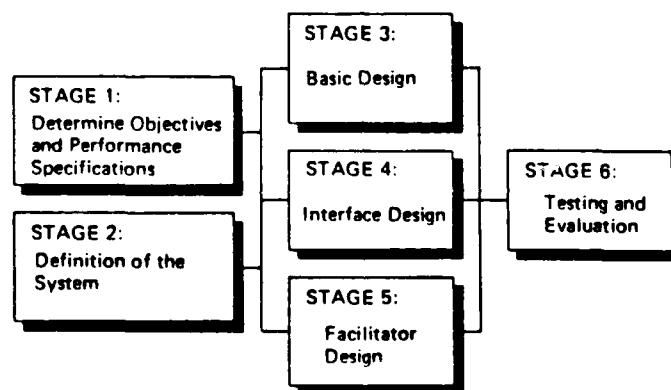 STAGE 1:
Determine Objectives
and Performance
Specifications
STAGE 2:
Definition of the
System
STAGE 3:
Basic Design
STAGE 4:
Interface Design
STAGE 5:
Facilitator
Design
STAGE 6:
Testing and
Evaluation